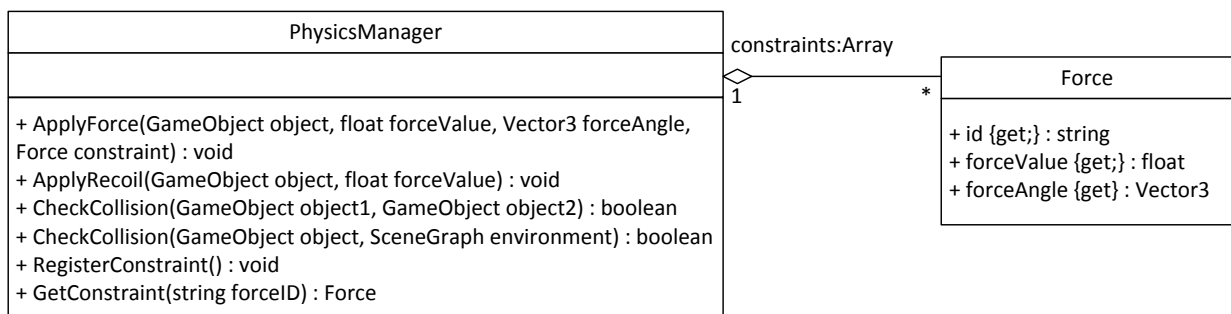 PhysicsManager
+ ApplyForce(GameObject object, float forceValue, Vector3 forceAngle,
Force constraint) : void
+ ApplyRecoil(GameObject object, float forceValue) : void
+ CheckCollision(GameObject object1, GameObject object2) : boolean
+ CheckCollision(GameObject object, SceneGraph environment) : boolean
+ RegisterConstraint() : void
+ GetConstraint(string forceID) : Force
constraints:Array
1
*
Force
+ id {get;} : string
+ forceValue {get;} : float
+ forceAngle {get} : Vector3